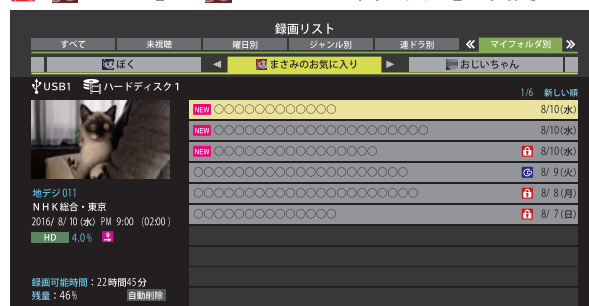 録画リスト
すべて 未視聴 曜日別 ジャンル別 連ドラ別 マイフォルダ別
ぼく まさみのお気に入り おじいちゃん
USB1 ハードディスク1
1/6 新しい順
NEW ○○○○○○○○○○○○ 8/10(水)
NEW ○○○○○○○○○○○○○○○○○○○○○ 8/10(水)
NEW ○○○○○○○○○○○○○○○○ 8/10(水)
○○○○○○○○○○○○○○○○○○○○○ 8/ 9(火)
○○○○○○○○○○○○○○○○○○○○○○ 8/ 8(月)
○○○○○○○○○○○○○○ 8/ 7(日)
地デジ011
NHK総合・東京
2016/ 8/ 10 (水) PM 9:00 (02:00)
HD 4.0%
録画可能時間：22時間45分
残量：46% 自動削除